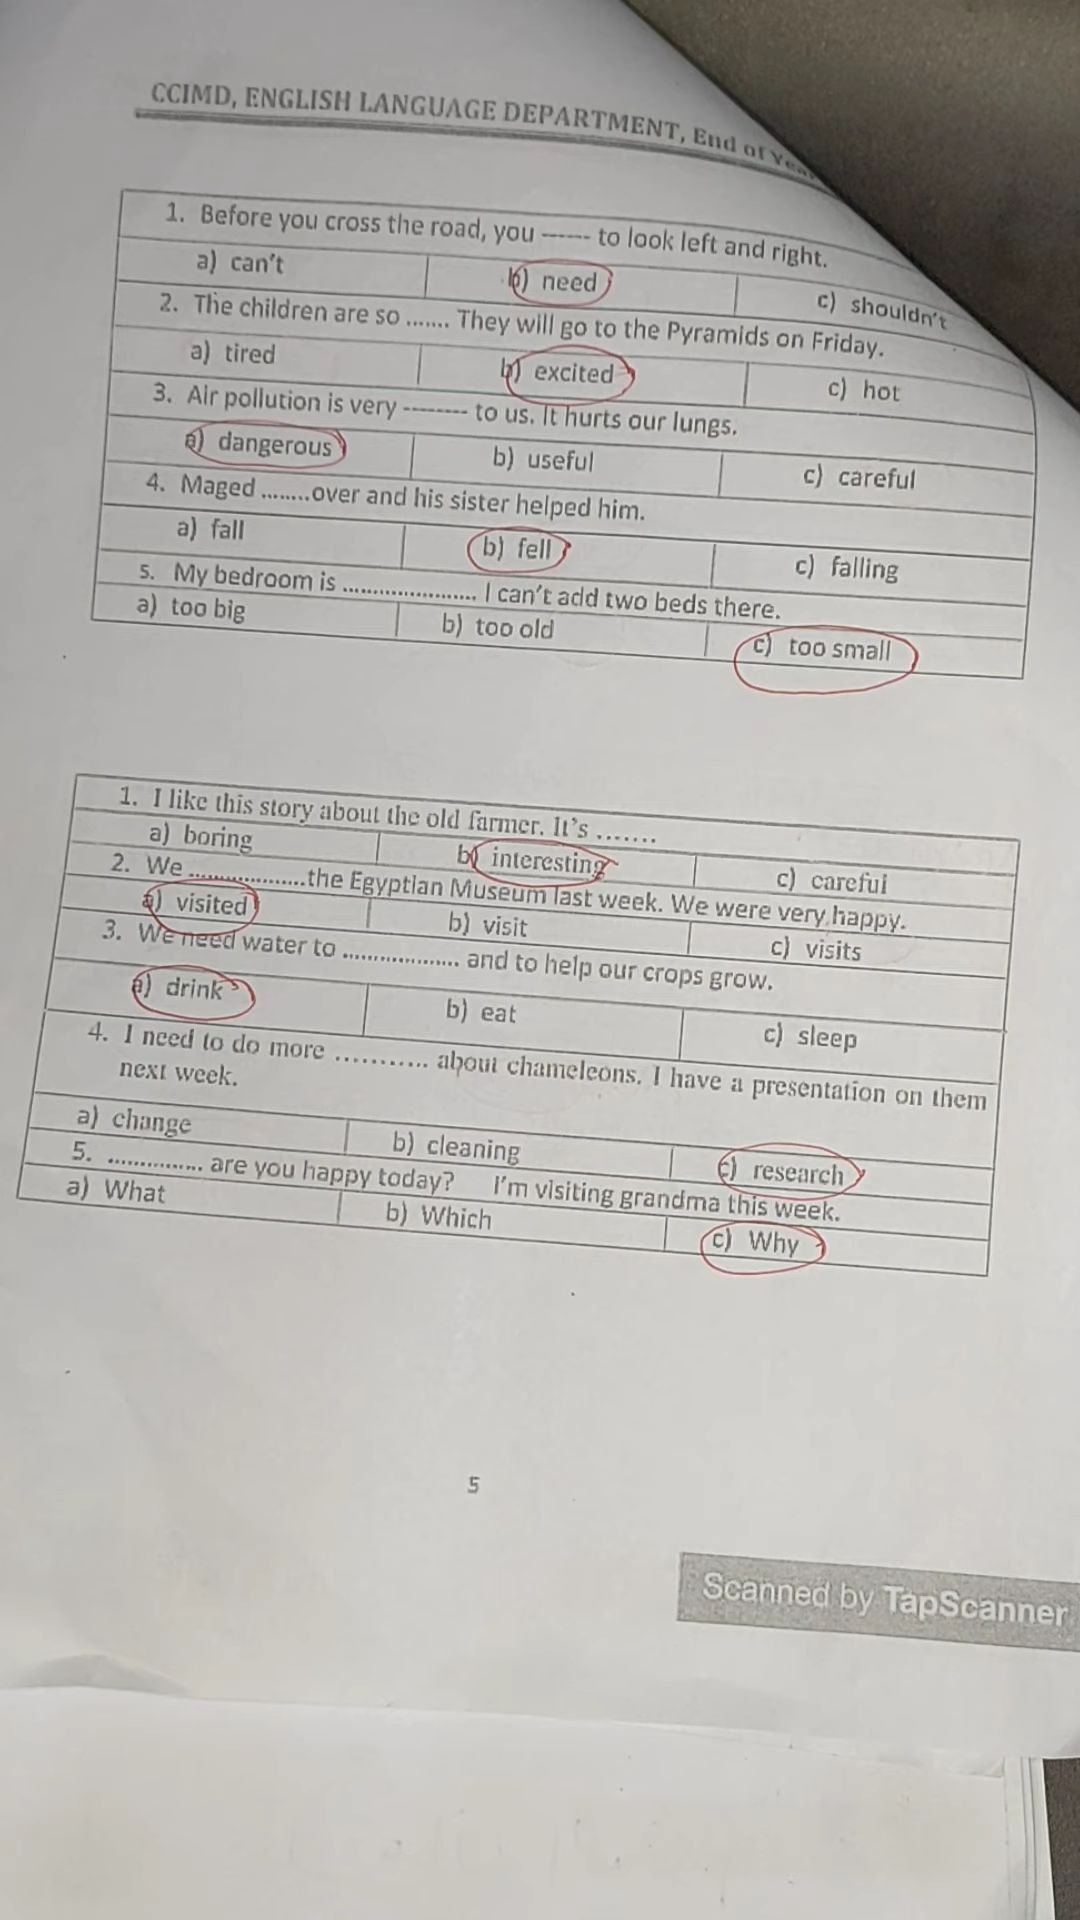 CCIMD, ENGLISH LANGUAGE DEPARTMENT, End of Year
1. Before you cross the road, you ------ to look left and right.
a) can't b) need c) shouldn't
2. The children are so ....... They will go to the Pyramids on Friday.
a) tired b) excited c) hot
3. Air pollution is very -------- to us. It hurts our lungs.
a) dangerous b) useful c) careful
4. Maged ........over and his sister helped him.
a) fall b) fell c) falling
5. My bedroom is ...................... I can't add two beds there.
a) too big b) too old c) too small
1. I like this story about the old farmer. It's .......
a) boring b) interesting c) careful
2. We ....................the Egyptian Museum last week. We were very happy.
a) visited b) visit c) visits
3. We need water to ................... and to help our crops grow.
a) drink b) eat c) sleep
4. I need to do more ........... about chameleons. I have a presentation on them
next week.
a) change b) cleaning c) research
5. ................ are you happy today? I'm visiting grandma this week.
a) What b) Which c) Why
5
Scanned by TapScanner